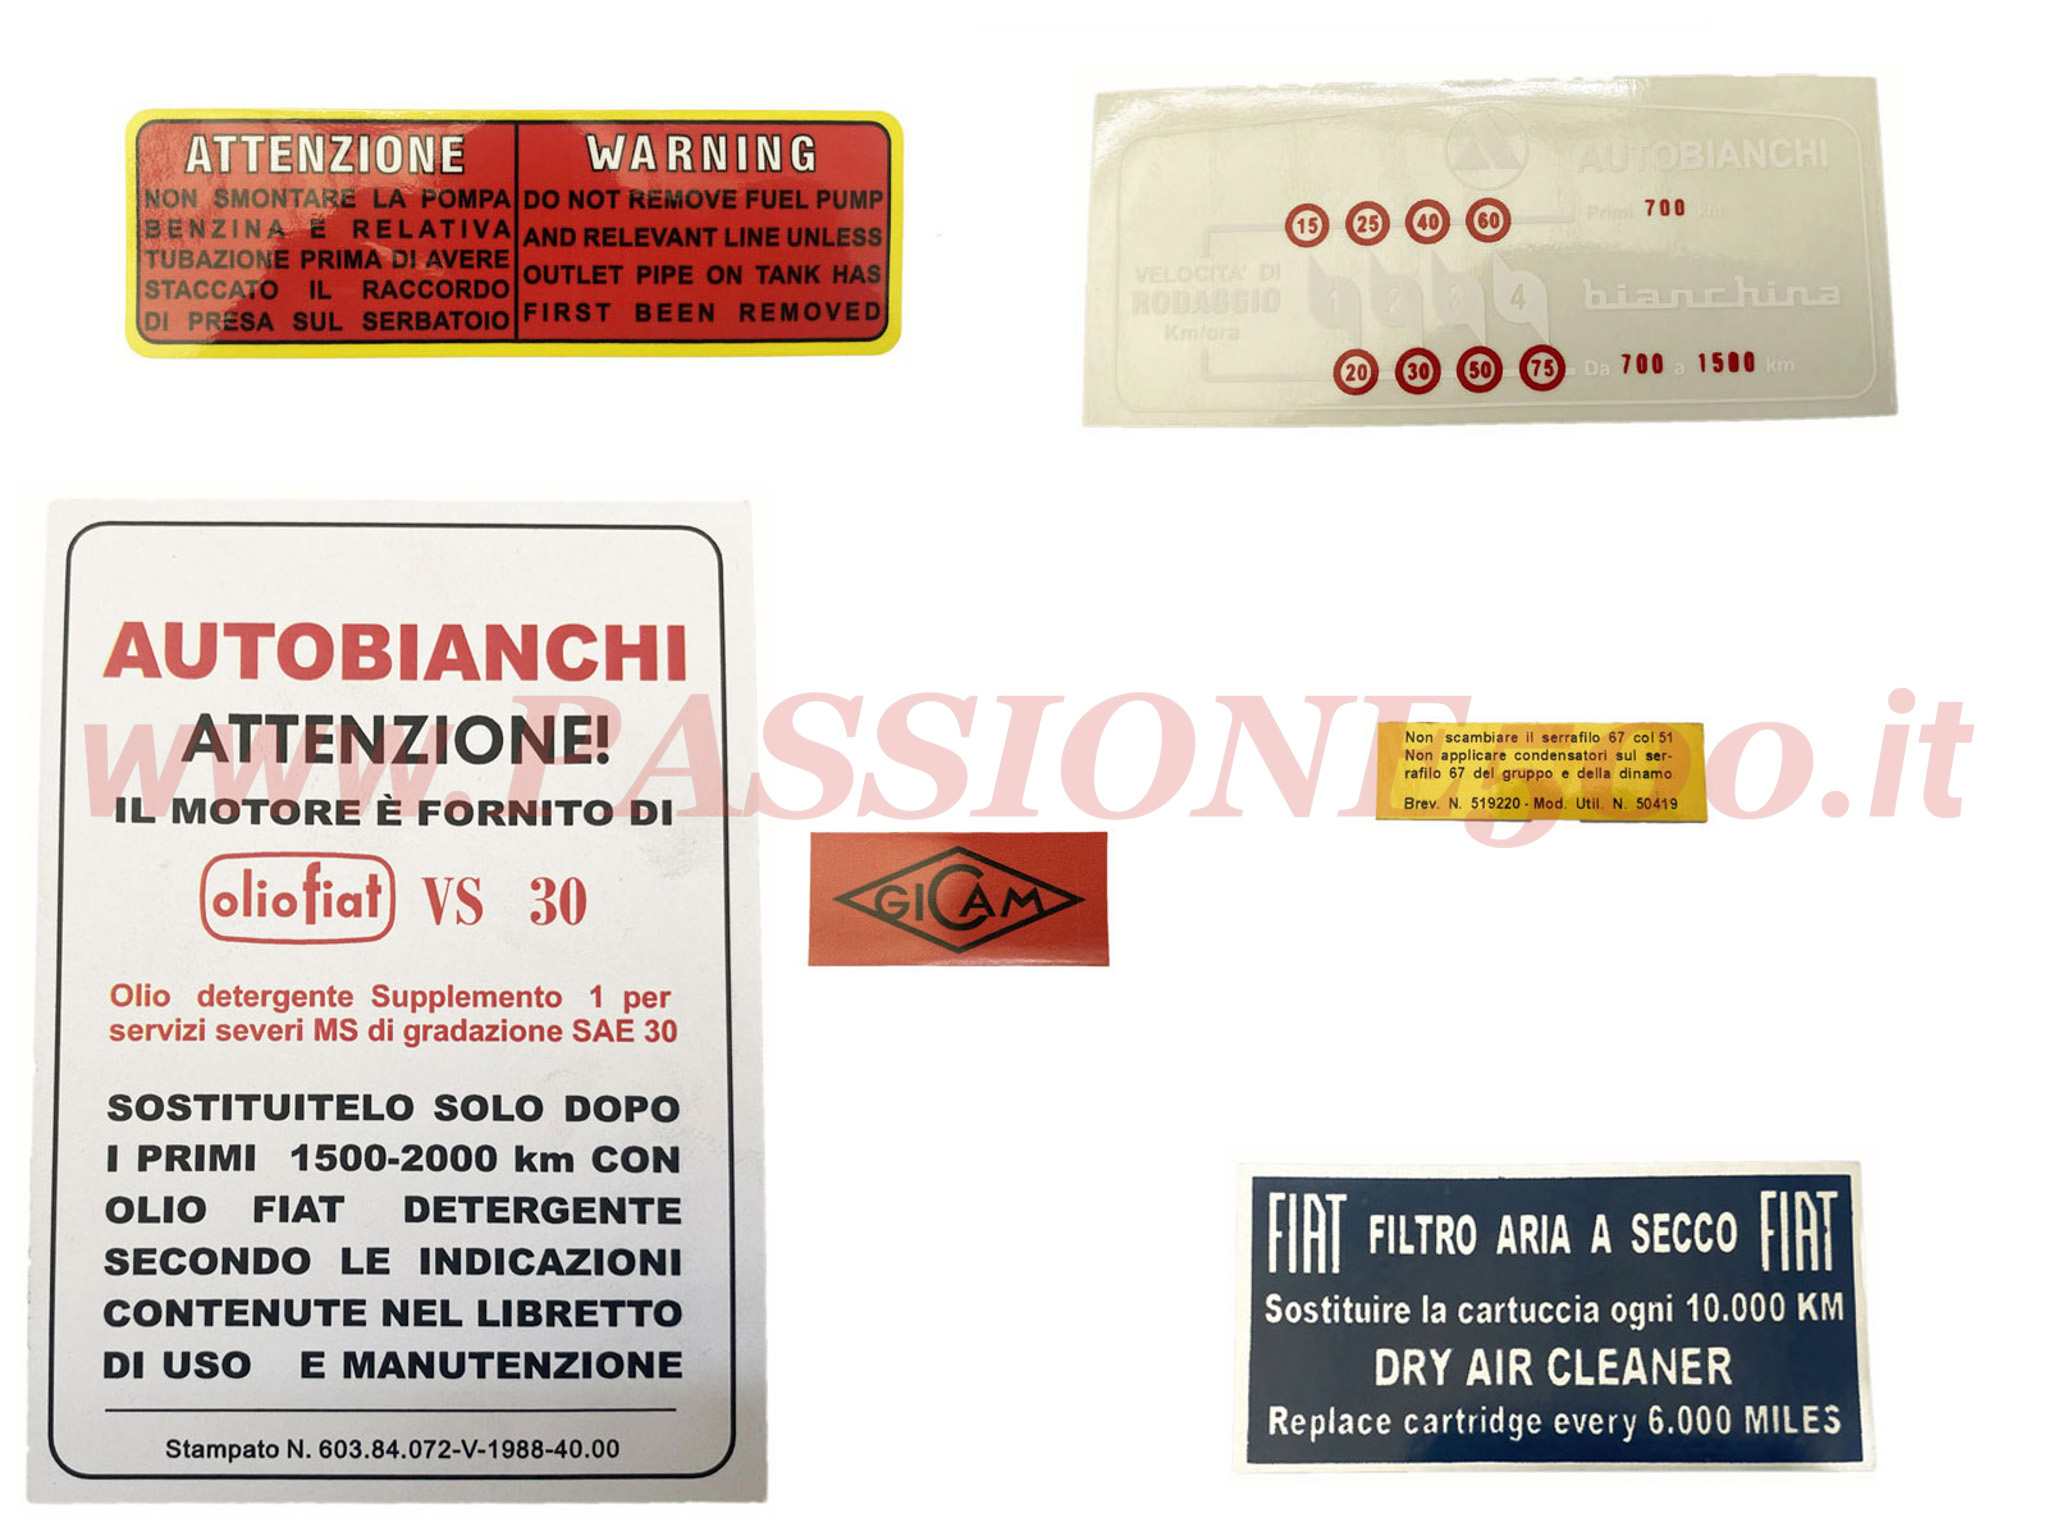 ATTENZIONE
NON SMONTARE LA POMPA
BENZINA E RELATIVA
TUBAZIONE PRIMA DI AVERE
STACCATO IL RACCORDO
DI PRESA SUL SERBATOIO
WARNING
DO NOT REMOVE FUEL PUMP
AND RELEVANT LINE UNLESS
OUTLET PIPE ON TANK HAS
FIRST BEEN REMOVED
AUTOBIANCHI
15 25 40 60 Primi 700 km
VELOCITA' DI
RODAGGIO
Km/ora
1 2 3 4
bianchina
20 30 50 75 Da 700 a 1500 km
AUTOBIANCHI
ATTENZIONE!
IL MOTORE È FORNITO DI
oliofiat VS 30
Olio detergente Supplemento 1 per
servizi severi MS di gradazione SAE 30
SOSTITUITELO SOLO DOPO
I PRIMI 1500-2000 km CON
OLIO FIAT DETERGENTE
SECONDO LE INDICAZIONI
CONTENUTE NEL LIBRETTO
DI USO E MANUTENZIONE
Stampato N. 603.84.072-V-1988-40.00
www.PASSIONE500.it
GICAM
Non scambiare il serrafilo 67 col 51
Non applicare condensatori sul ser-
rafilo 67 del gruppo e della dinamo
Brev. N. 519220 - Mod. Util. N. 50419
FIAT FILTRO ARIA A SECCO FIAT
Sostituire la cartuccia ogni 10.000 KM
DRY AIR CLEANER
Replace cartridge every 6.000 MILES